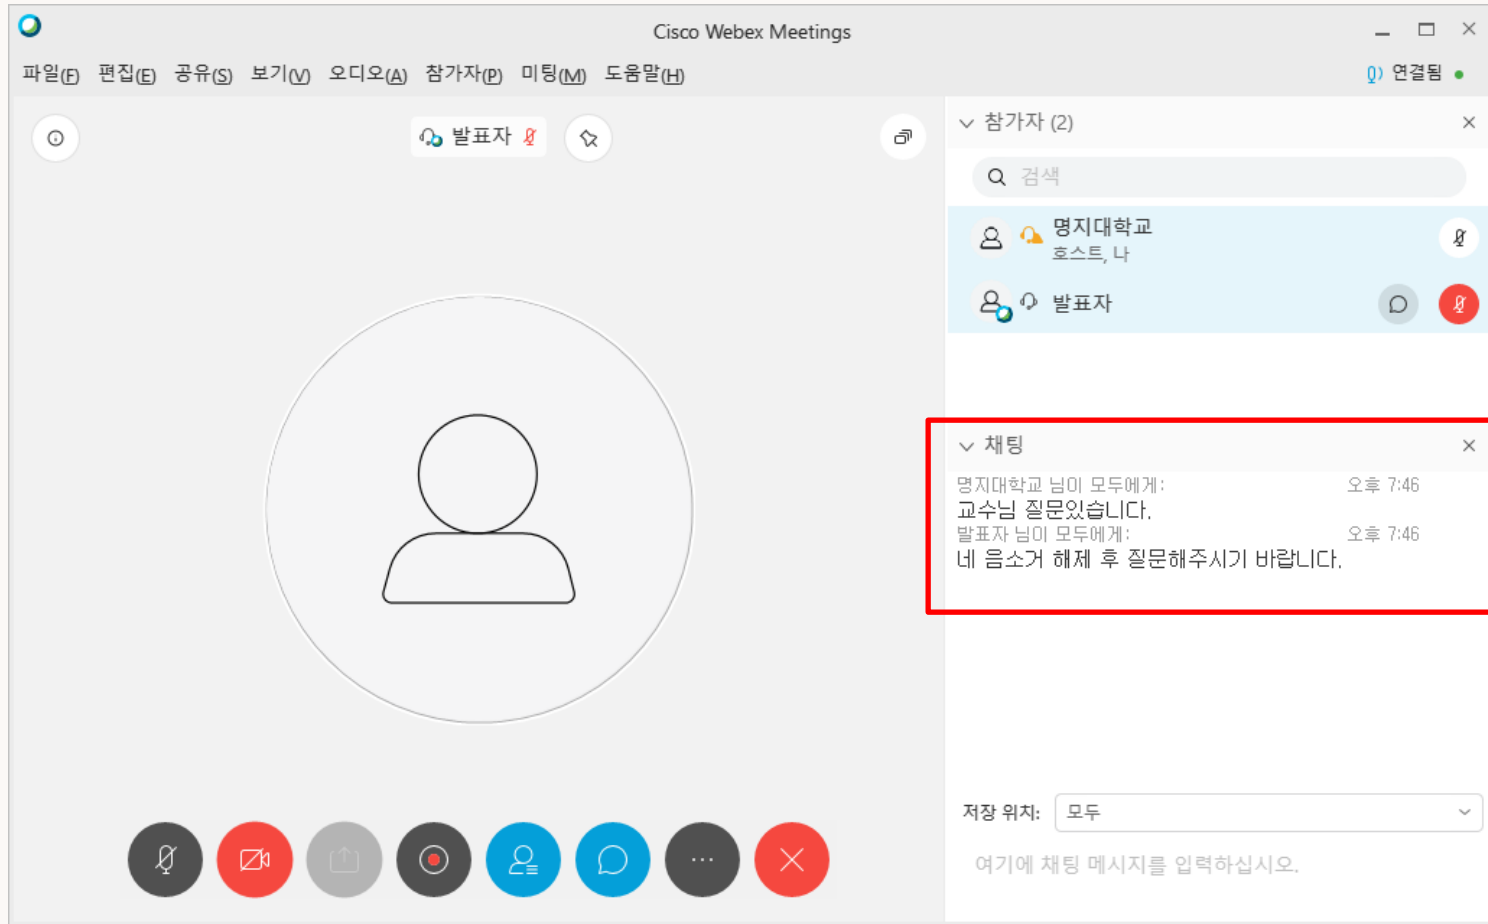 Cisco Webex Meetings
파일(F) 편집(E) 공유(S) 보기(V) 오디오(A) 참가자(P) 미팅(M) 도움말(H)
연결됨
발표자
참가자 (2)
검색
명지대학교
호스트, 나
발표자
채팅
명지대학교 님이 모두에게: 오후 7:46
교수님 질문있습니다.
발표자 님이 모두에게: 오후 7:46
네 음소거 해제 후 질문해주시기 바랍니다.
저장 위치: 모두
여기에 채팅 메시지를 입력하십시오.